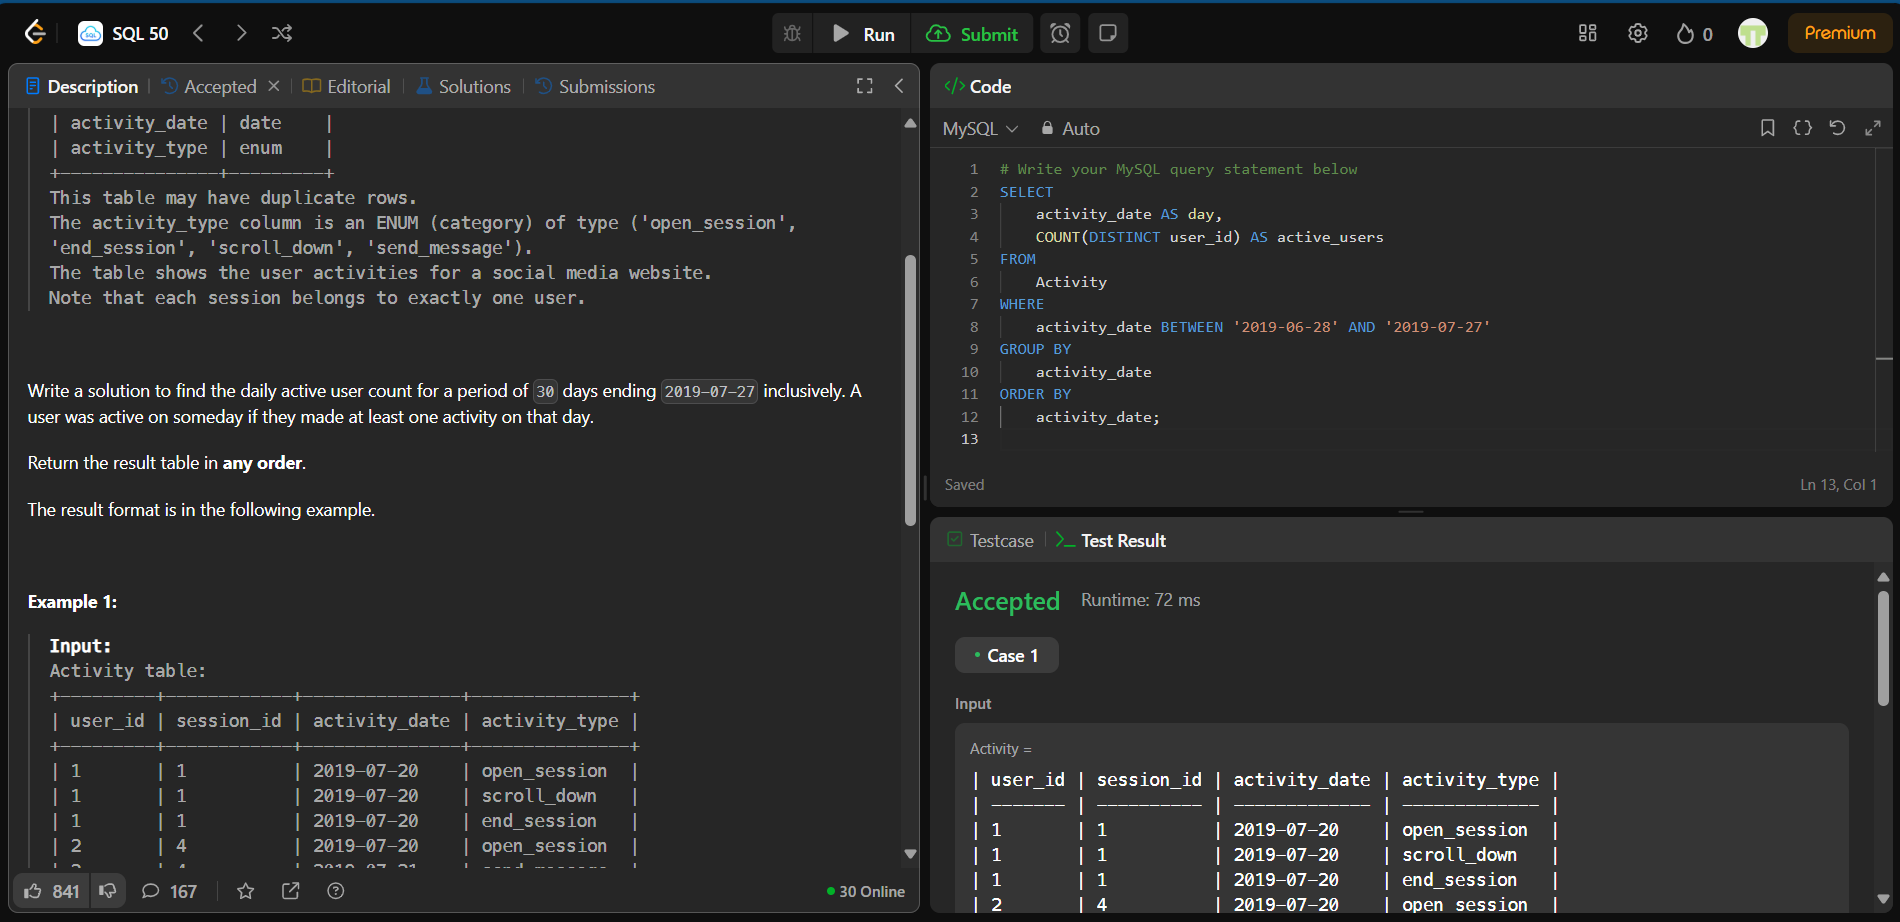 SQL 50
Run
Submit
0
Premium
Description
Accepted
Editorial
Solutions
Submissions
| activity_date | date    |
| activity_type | enum    |
+---------------+---------+
This table may have duplicate rows.
The activity_type column is an ENUM (category) of type ('open_session',
'end_session', 'scroll_down', 'send_message').
The table shows the user activities for a social media website.
Note that each session belongs to exactly one user.
Write a solution to find the daily active user count for a period of 30 days ending 2019-07-27 inclusively. A
user was active on someday if they made at least one activity on that day.
Return the result table in any order.
The result format is in the following example.
Example 1:
Input:
Activity table:
+---------+------------+---------------+---------------+
| user_id | session_id | activity_date | activity_type |
+---------+------------+---------------+---------------+
| 1       | 1          | 2019-07-20    | open_session  |
| 1       | 1          | 2019-07-20    | scroll_down   |
| 1       | 1          | 2019-07-20    | end_session   |
| 2       | 4          | 2019-07-20    | open_session  |
841
167
30 Online
</> Code
MySQL
Auto
1 # Write your MySQL query statement below
2 SELECT
3     activity_date AS day,
4     COUNT(DISTINCT user_id) AS active_users
5 FROM
6     Activity
7 WHERE
8     activity_date BETWEEN '2019-06-28' AND '2019-07-27'
9 GROUP BY
10     activity_date
11 ORDER BY
12     activity_date;
13
Saved
Ln 13, Col 1
Testcase
>_ Test Result
Accepted
Runtime: 72 ms
Case 1
Input
Activity =
| user_id | session_id | activity_date | activity_type |
| ------- | ---------- | ------------- | ------------- |
| 1       | 1          | 2019-07-20    | open_session  |
| 1       | 1          | 2019-07-20    | scroll_down   |
| 1       | 1          | 2019-07-20    | end_session   |
| 2       | 4          | 2019-07-20    | open_session  |